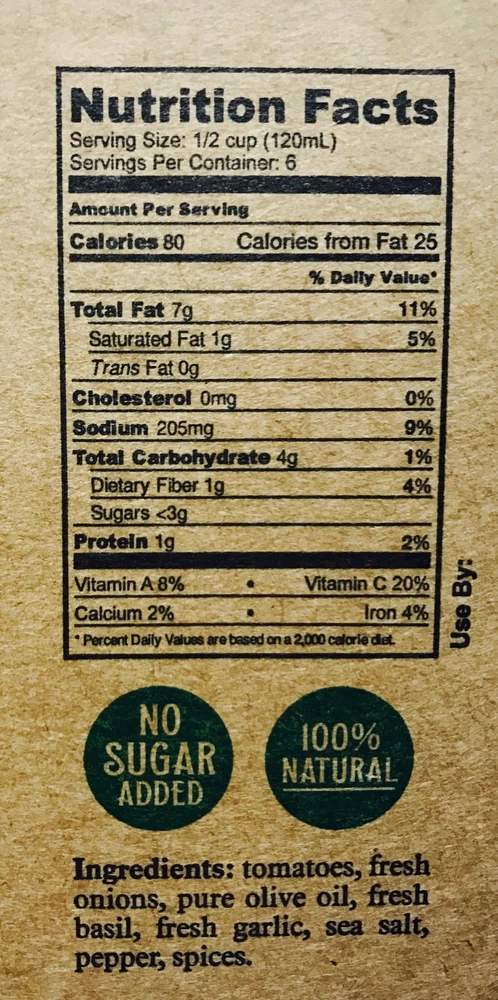 Nutrition Facts
Serving Size: 1/2 cup (120mL)
Servings Per Container: 6
Amount Per Serving
Calories 80 Calories from Fat 25
% Daily Value*
Total Fat 7g 11%
Saturated Fat 1g 5%
Trans Fat 0g
Cholesterol 0mg 0%
Sodium 205mg 9%
Total Carbohydrate 4g 1%
Dietary Fiber 1g 4%
Sugars <3g
Protein 1g 2%
Vitamin A 8% • Vitamin C 20%
Calcium 2% • Iron 4%
* Percent Daily Values are based on a 2,000 calorie diet.
Use By:
NO
SUGAR
ADDED
100%
NATURAL
Ingredients: tomatoes, fresh
onions, pure olive oil, fresh
basil, fresh garlic, sea salt,
pepper, spices.